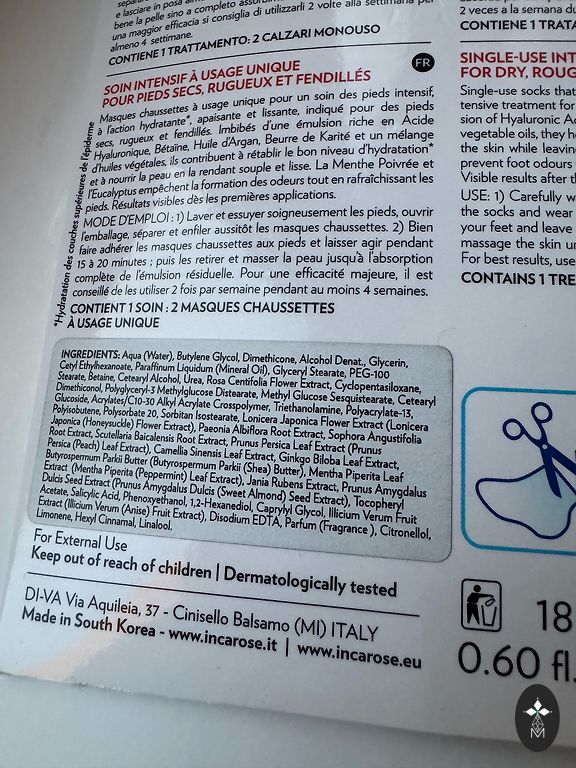 e lasciare in posa almeno
bene la pelle sino a completo assorbim
una maggior efficacia si consiglia di utilizzarli 2 volte alla settimana per
almeno 4 settimane.
CONTIENE 1 TRATTAMENTO: 2 CALZARI MONOUSO
SOIN INTENSIF À USAGE UNIQUE
POUR PIEDS SECS, RUGUEUX ET FENDILLÉS
FR
Masques chaussettes à usage unique pour un soin des pieds intensif,
à l'action hydratante*, apaisante et lissante, indiqué pour des pieds
secs, rugueux et fendillés. Imbibés d'une émulsion riche en Acide
Hyaluronique, Bétaïne, Huile d'Argan, Beurre de Karité et un mélange
d'huiles végétales, ils contribuent à rétablir le bon niveau d'hydratation*
et à nourrir la peau en la rendant souple et lisse. La Menthe Poivrée et
l'Eucalyptus empêchent la formation des odeurs tout en rafraîchissant les
pieds. Résultats visibles dès les premières applications.
MODE D'EMPLOI : 1) Laver et essuyer soigneusement les pieds, ouvrir
l'emballage, séparer et enfiler aussitôt les masques chaussettes. 2) Bien
faire adhérer les masques chaussettes aux pieds et laisser agir pendant
15 à 20 minutes ; puis les retirer et masser la peau jusqu'à l'absorption
complète de l'émulsion résiduelle. Pour une efficacité majeure, il est
conseillé de les utiliser 2 fois par semaine pendant au moins 4 semaines.
CONTIENT 1 SOIN : 2 MASQUES CHAUSSETTES
À USAGE UNIQUE
*Hydratation des couches supérieures de l'épiderme
INGREDIENTS: Aqua (Water), Butylene Glycol, Dimethicone, Alcohol Denat., Glycerin,
Cetyl Ethylhexanoate, Paraffinum Liquidum (Mineral Oil), Glyceryl Stearate, PEG-100
Stearate, Betaine, Cetearyl Alcohol, Urea, Rosa Centifolia Flower Extract, Cyclopentasiloxane,
Dimethiconol, Polyglyceryl-3 Methylglucose Distearate, Methyl Glucose Sesquistearate, Cetearyl
Glucoside, Acrylates/C10-30 Alkyl Acrylate Crosspolymer, Triethanolamine, Polyacrylate-13,
Polyisobutene, Polysorbate 20, Sorbitan Isostearate, Lonicera Japonica Flower Extract (Lonicera
Japonica (Honeysuckle) Flower Extract), Paeonia Albiflora Root Extract, Sophora Angustifolia
Root Extract, Scutellaria Baicalensis Root Extract, Prunus Persica Leaf Extract (Prunus
Persica (Peach) Leaf Extract), Camellia Sinensis Leaf Extract, Ginkgo Biloba Leaf Extract,
Butyrospermum Parkii Butter (Butyrospermum Parkii (Shea) Butter), Mentha Piperita Leaf
Extract (Mentha Piperita (Peppermint) Leaf Extract), Jania Rubens Extract, Prunus Amygdalus
Dulcis Seed Extract (Prunus Amygdalus Dulcis (Sweet Almond) Seed Extract), Tocopheryl
Acetate, Salicylic Acid, Phenoxyethanol, 1,2-Hexanediol, Caprylyl Glycol, Illicium Verum Fruit
Extract (Illicium Verum (Anise) Fruit Extract), Disodium EDTA, Parfum (Fragrance), Citronellol,
Limonene, Hexyl Cinnamal, Linalool.
For External Use
Keep out of reach of children | Dermatologically tested
DI-VA Via Aquileia, 37 - Cinisello Balsamo (MI) ITALY
Made in South Korea - www.incarose.it | www.incarose.eu
2 veces a la semana du
CONTIENE 1 TRATA
SINGLE-USE INT
FOR DRY, ROUG
Single-use socks that
tensive treatment for
sion of Hyaluronic Ac
vegetable oils, they he
the skin while leavin
prevent foot odours
Visible results after th
USE: 1) Carefully wa
the socks and wear
your feet and leave
massage the skin un
For best results, use
CONTAINS 1 TRE
18
0.60 fl.
M